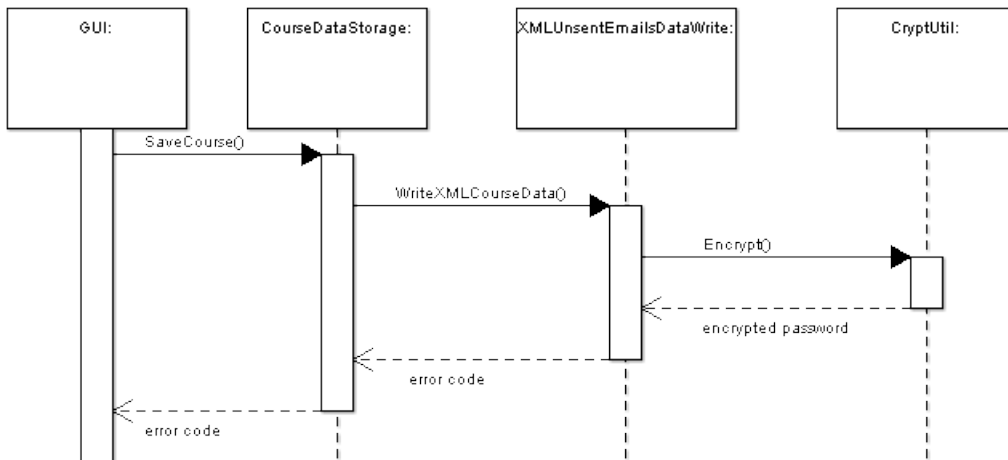 GUI:
CourseDataStorage:
XMLUnsentEmailsDataWrite:
CryptUtil:
SaveCourse()
WriteXMLCourseData()
Encrypt()
encrypted password
error code
error code